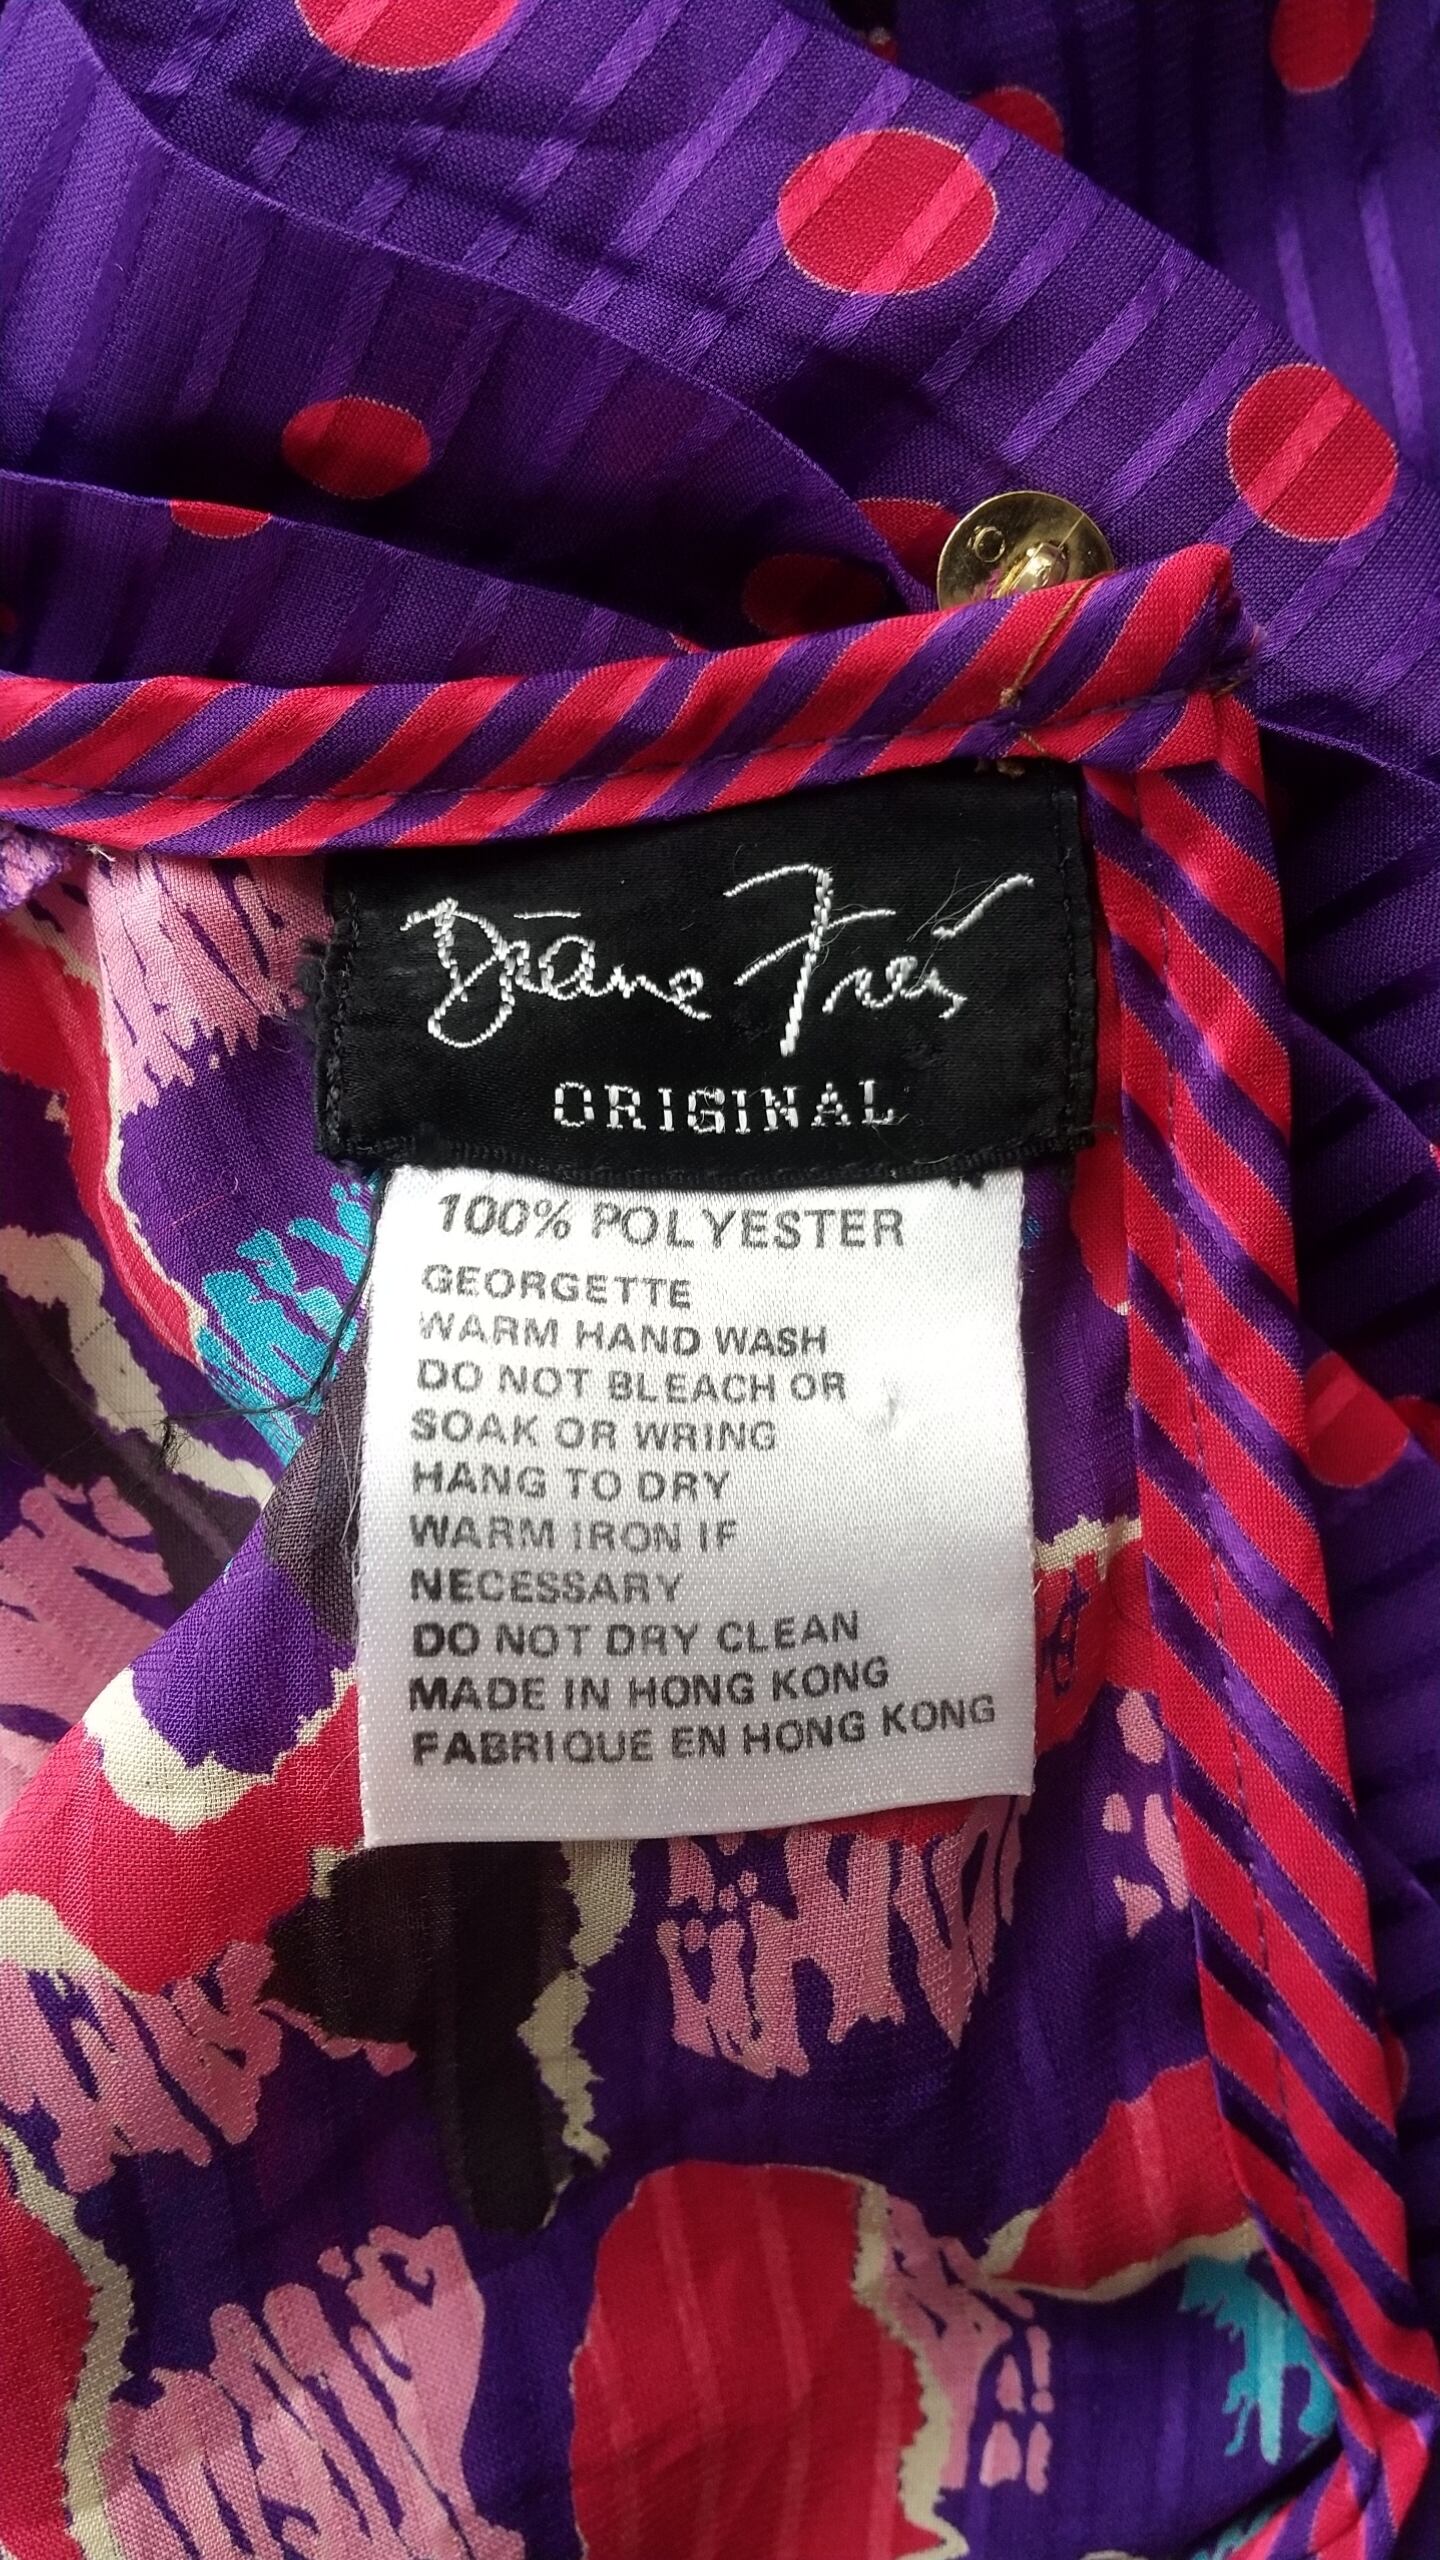 Diane Frés
ORIGINAL
100% POLYESTER
GEORGETTE
WARM HAND WASH
DO NOT BLEACH OR
SOAK OR WRING
HANG TO DRY
WARM IRON IF
NECESSARY
DO NOT DRY CLEAN
MADE IN HONG KONG
FABRIQUE EN HONG KONG